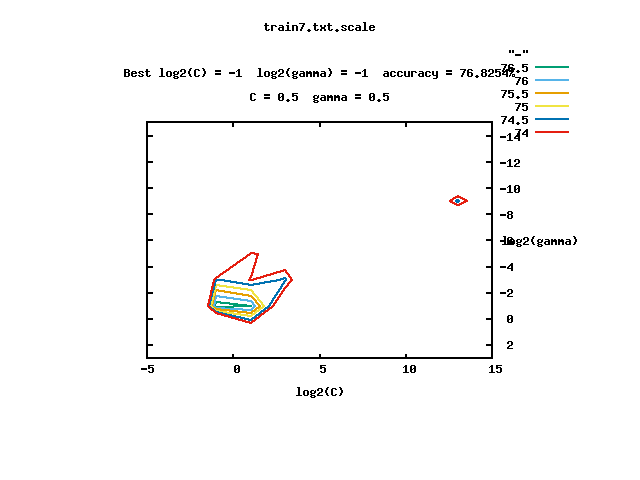 train7.txt.scale
"-"
Best log2(C) = -1  log2(gamma) = -1  accuracy = 76.8254%
76.5
76
C = 0.5  gamma = 0.5
75.5
75
74.5
74
-14
-12
-10
-8
-6
log2(gamma)
-4
-2
0
2
-5 0 5 10 15
log2(C)